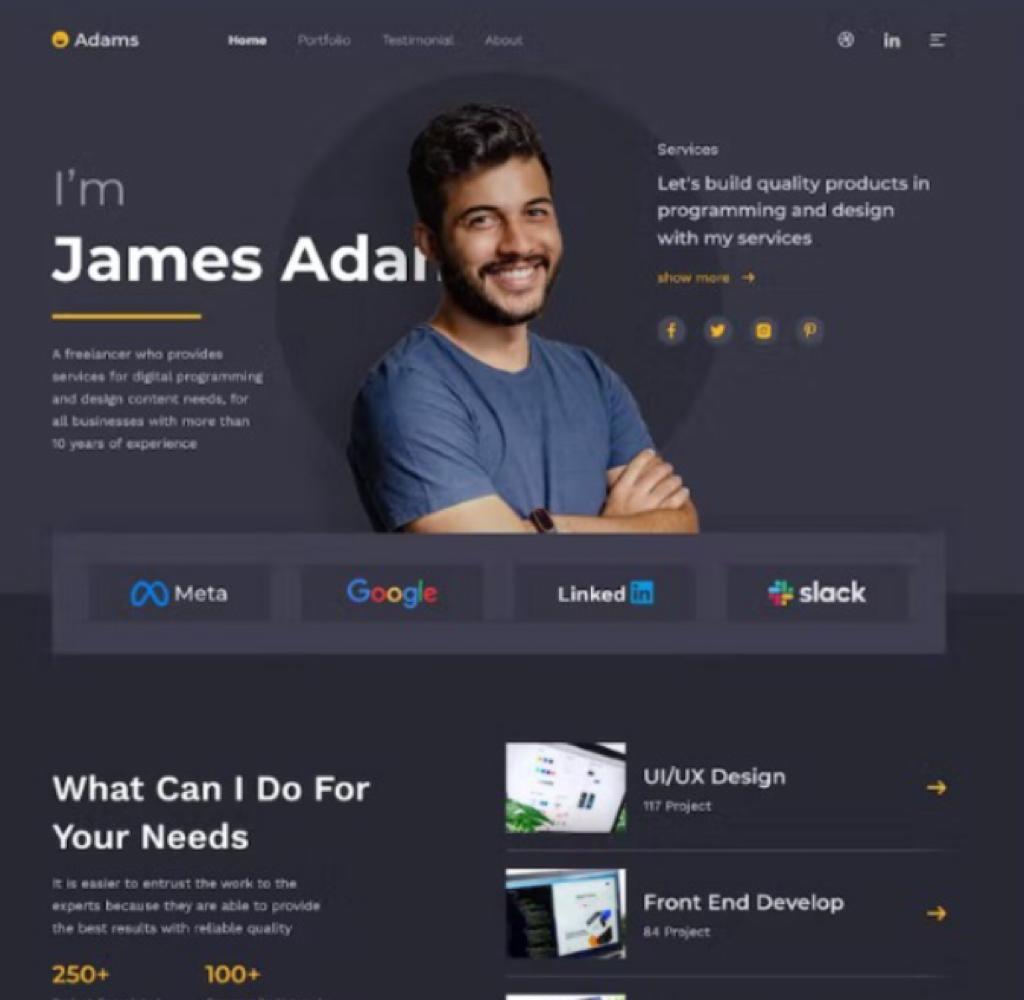 Adams
Home Portfolio Testimonial About
in
I'm
James Adam
A freelancer who provides
services for digital programming
and design content needs, for
all businesses with more than
10 years of experience
Services
Let's build quality products in
programming and design
with my services
show more →
Meta
Google
Linked in
slack
What Can I Do For
Your Needs
It is easier to entrust the work to the
experts because they are able to provide
the best results with reliable quality
250+ 100+
UI/UX Design
117 Project
Front End Develop
84 Project